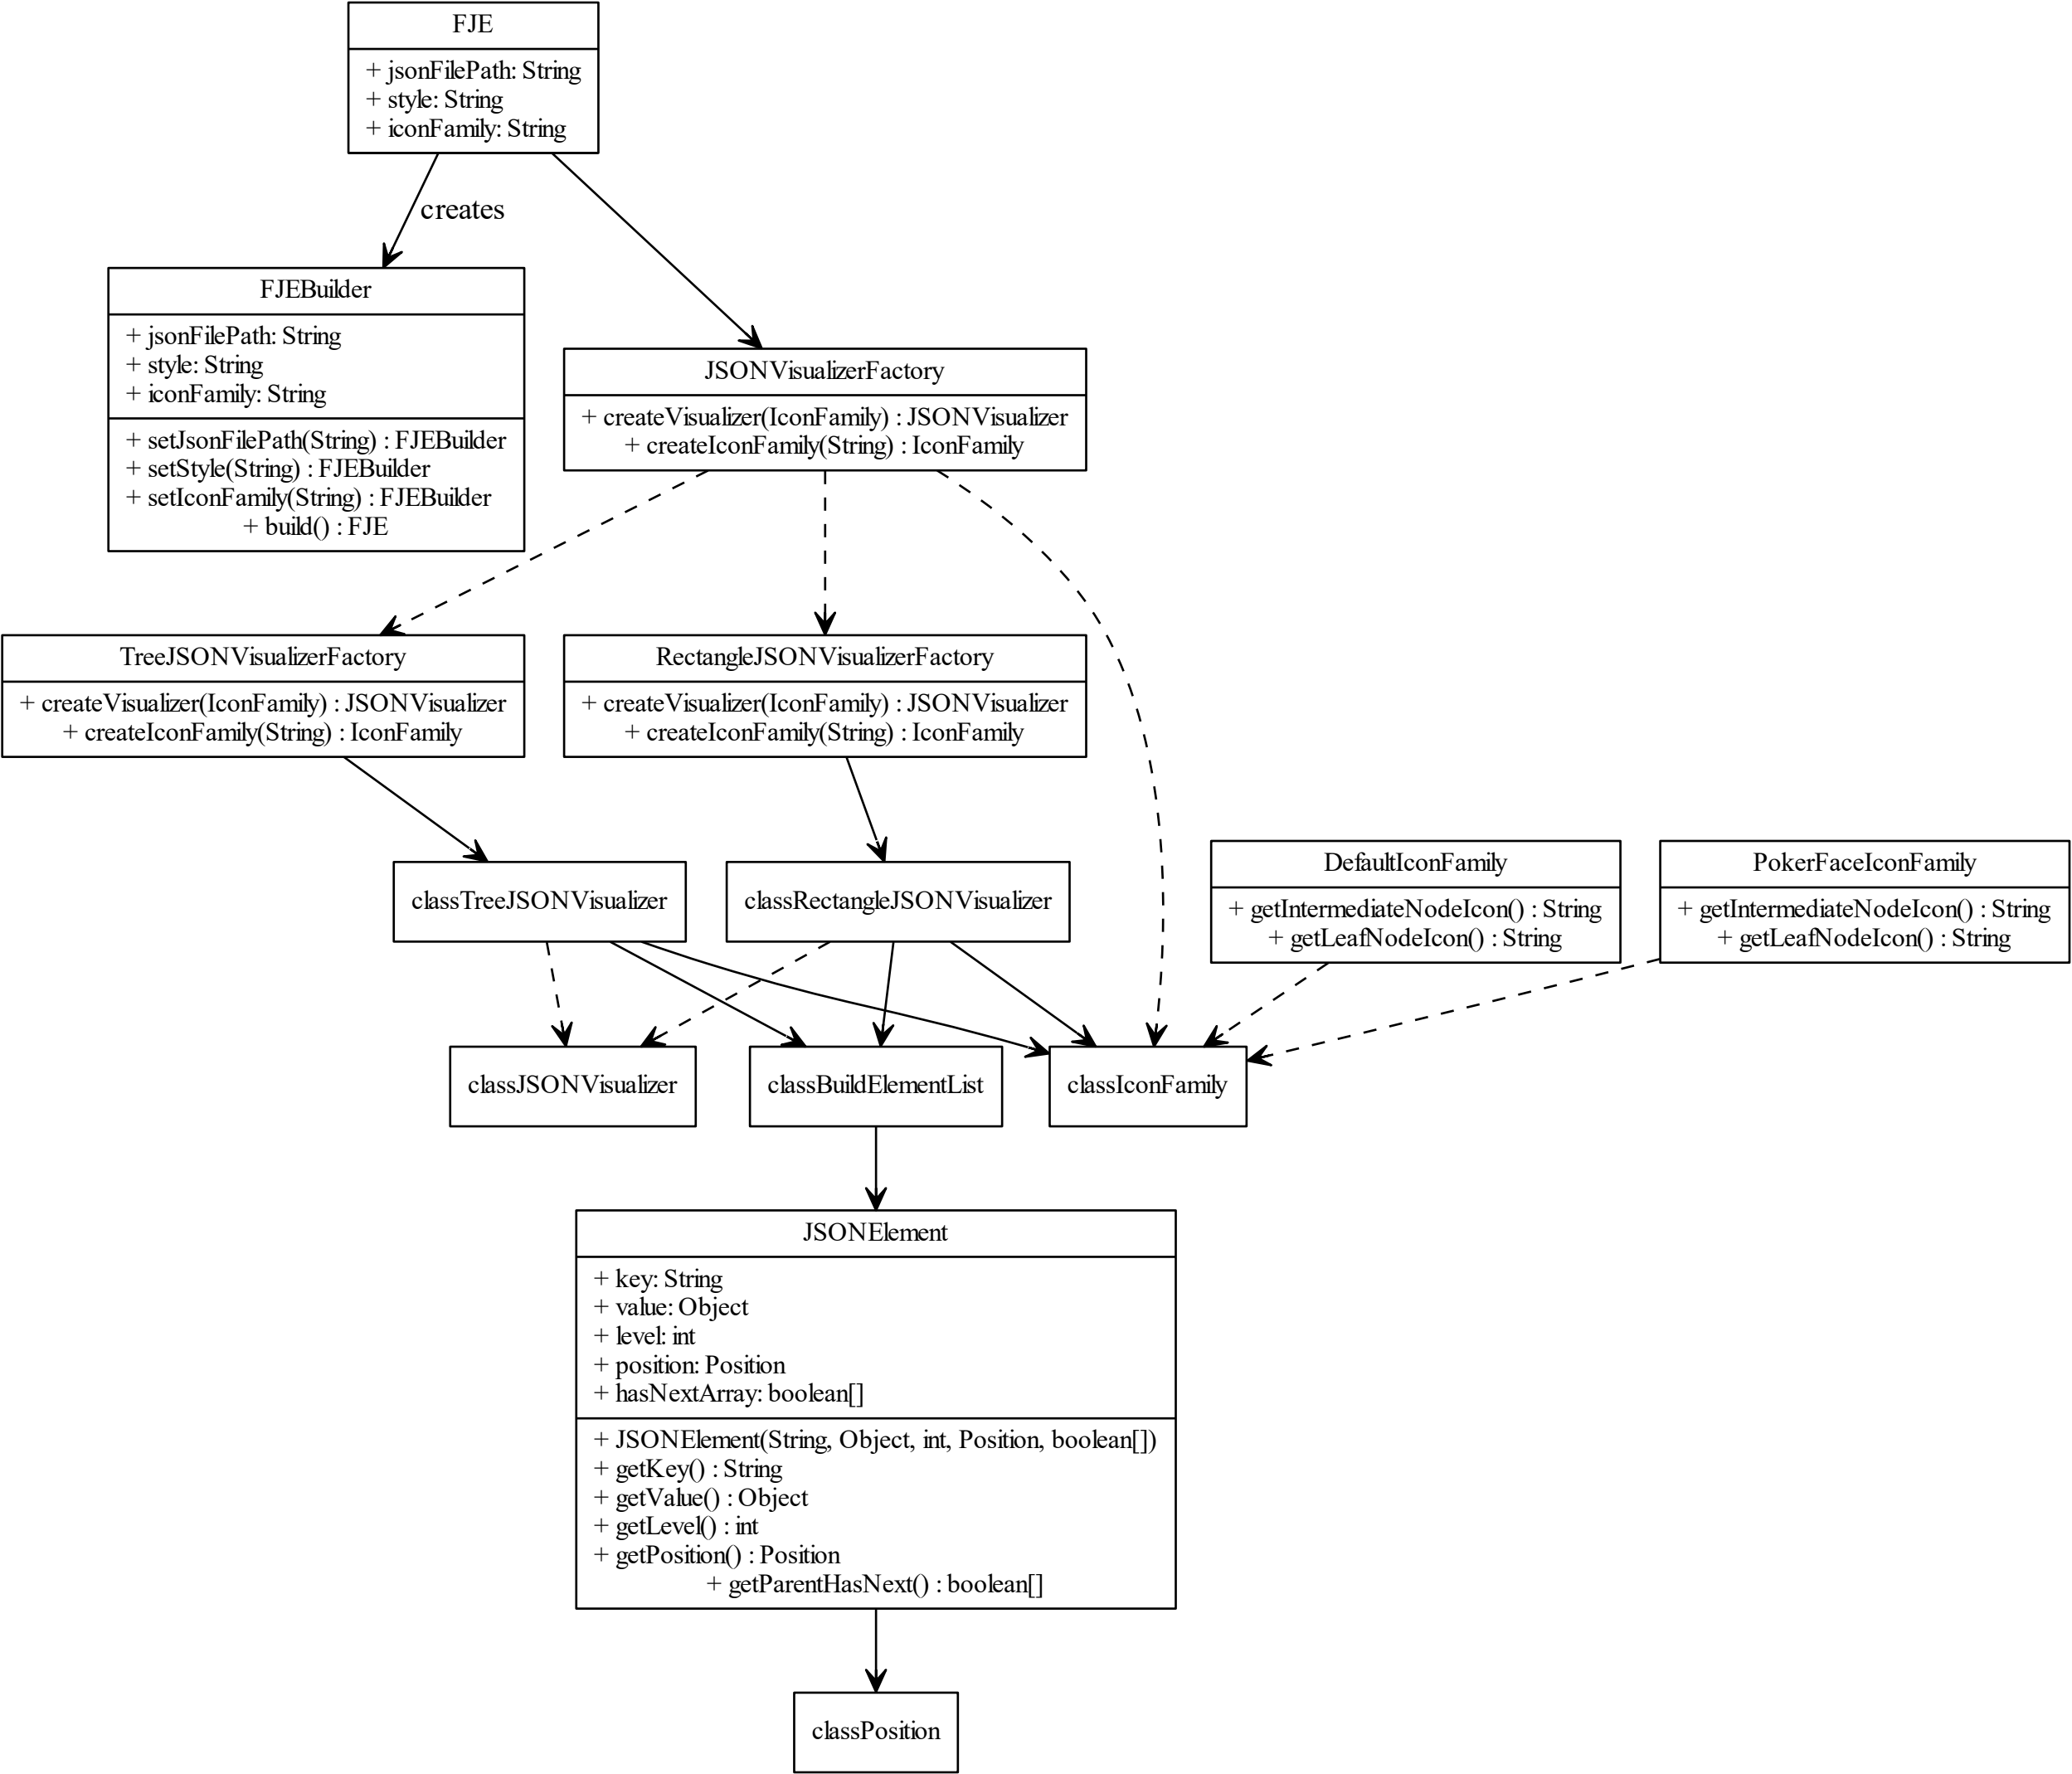 FJE
+ jsonFilePath: String
+ style: String
+ iconFamily: String
creates
FJEBuilder
+ jsonFilePath: String
+ style: String
+ iconFamily: String
+ setJsonFilePath(String) : FJEBuilder
+ setStyle(String) : FJEBuilder
+ setIconFamily(String) : FJEBuilder
+ build() : FJE
JSONVisualizerFactory
+ createVisualizer(IconFamily) : JSONVisualizer
+ createIconFamily(String) : IconFamily
TreeJSONVisualizerFactory
+ createVisualizer(IconFamily) : JSONVisualizer
+ createIconFamily(String) : IconFamily
RectangleJSONVisualizerFactory
+ createVisualizer(IconFamily) : JSONVisualizer
+ createIconFamily(String) : IconFamily
classTreeJSONVisualizer
classRectangleJSONVisualizer
DefaultIconFamily
+ getIntermediateNodeIcon() : String
+ getLeafNodeIcon() : String
PokerFaceIconFamily
+ getIntermediateNodeIcon() : String
+ getLeafNodeIcon() : String
classJSONVisualizer
classBuildElementList
classIconFamily
JSONElement
+ key: String
+ value: Object
+ level: int
+ position: Position
+ hasNextArray: boolean[]
+ JSONElement(String, Object, int, Position, boolean[])
+ getKey() : String
+ getValue() : Object
+ getLevel() : int
+ getPosition() : Position
+ getParentHasNext() : boolean[]
classPosition